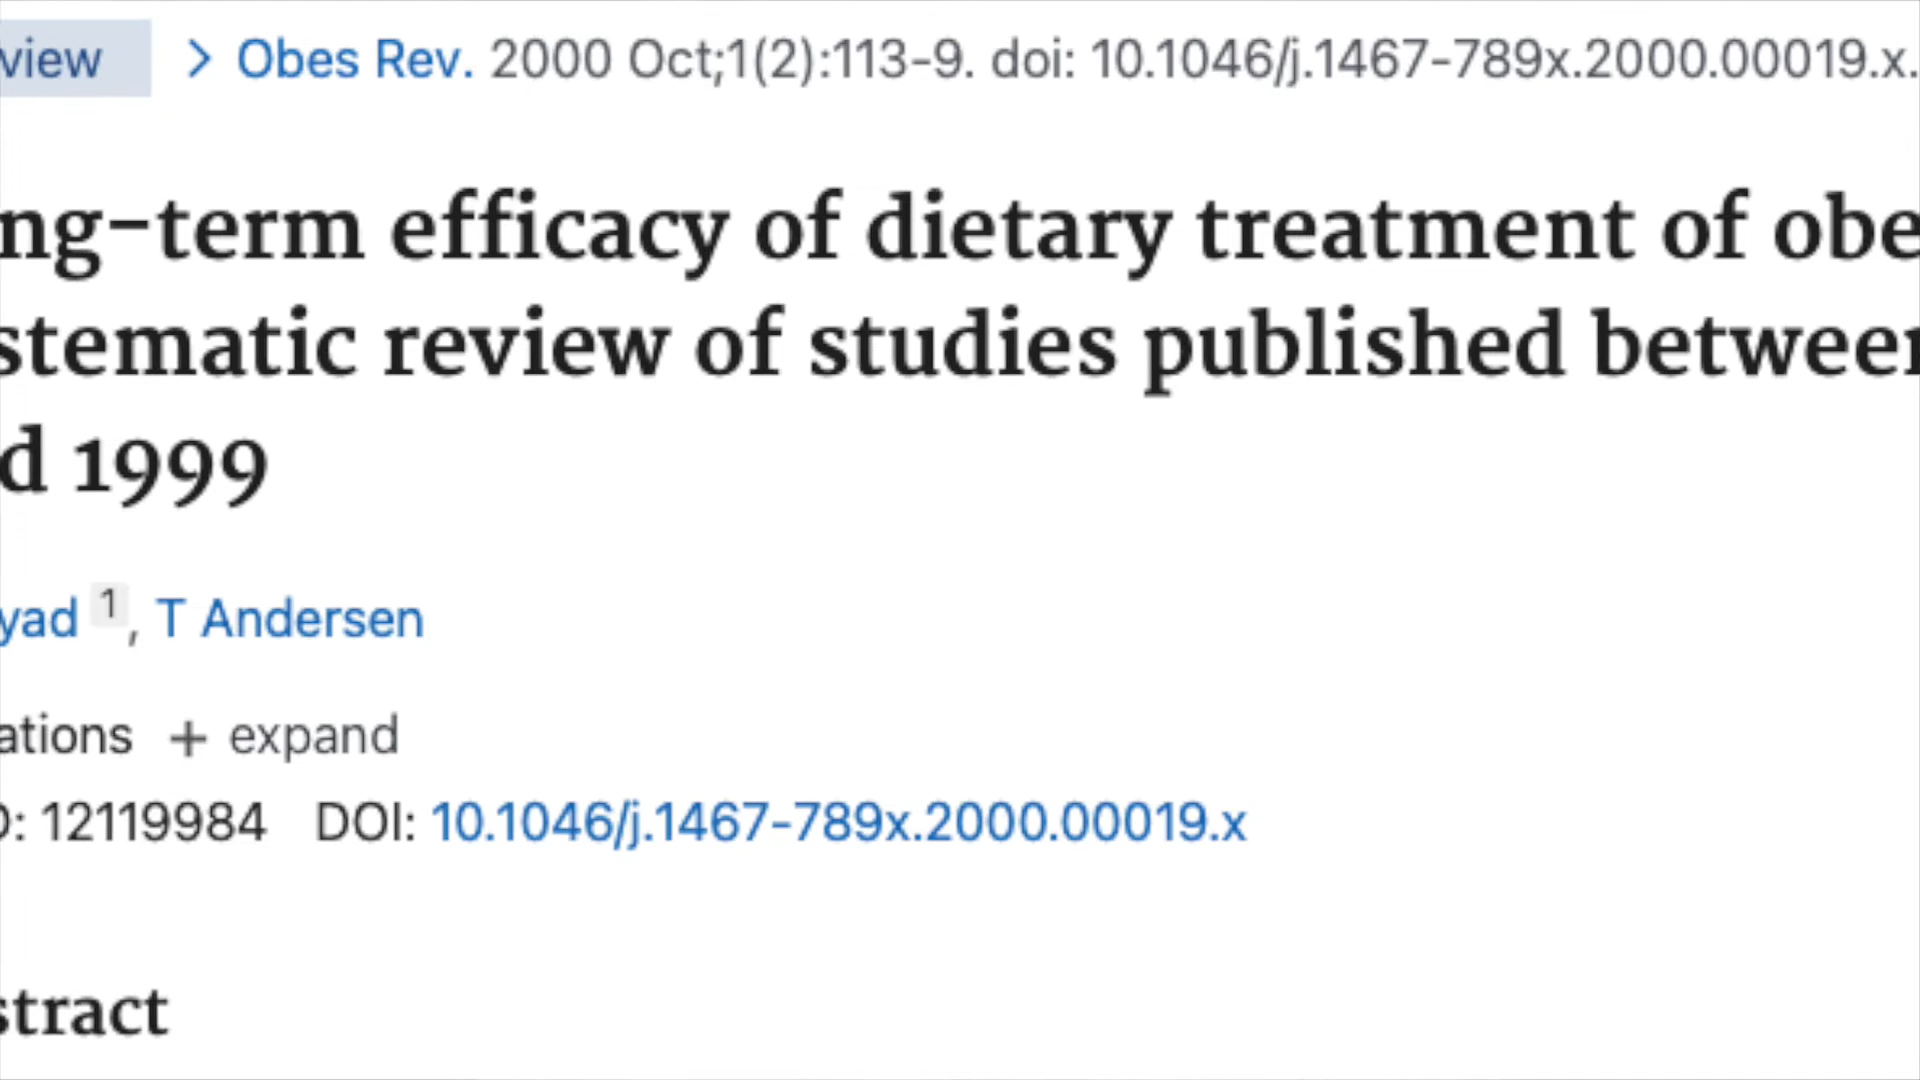 view > Obes Rev. 2000 Oct;1(2):113-9. doi: 10.1046/j.1467-789x.2000.00019.x.
ng-term efficacy of dietary treatment of obe
stematic review of studies published between
d 1999
yad 1, T Andersen
ations + expand
D: 12119984 DOI: 10.1046/j.1467-789x.2000.00019.x
stract